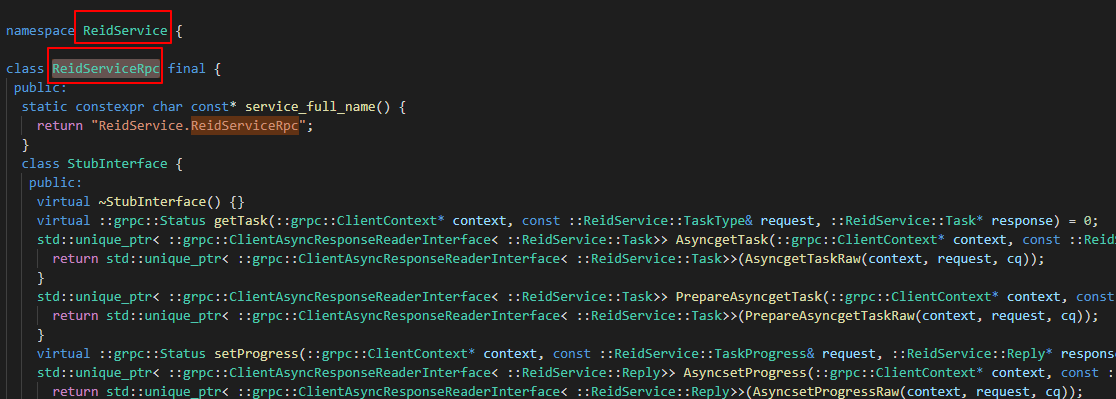 namespace ReidService {
class ReidServiceRpc final {
public:
static constexpr char const* service_full_name() {
return "ReidService.ReidServiceRpc";
}
class StubInterface {
public:
virtual ~StubInterface() {}
virtual ::grpc::Status getTask(::grpc::ClientContext* context, const ::ReidService::TaskType& request, ::ReidService::Task* response) = 0;
std::unique_ptr< ::grpc::ClientAsyncResponseReaderInterface< ::ReidService::Task>> AsyncgetTask(::grpc::ClientContext* context, const ::ReidS
return std::unique_ptr< ::grpc::ClientAsyncResponseReaderInterface< ::ReidService::Task>>(AsyncgetTaskRaw(context, request, cq));
}
std::unique_ptr< ::grpc::ClientAsyncResponseReaderInterface< ::ReidService::Task>> PrepareAsyncgetTask(::grpc::ClientContext* context, const
return std::unique_ptr< ::grpc::ClientAsyncResponseReaderInterface< ::ReidService::Task>>(PrepareAsyncgetTaskRaw(context, request, cq));
}
virtual ::grpc::Status setProgress(::grpc::ClientContext* context, const ::ReidService::TaskProgress& request, ::ReidService::Reply* respons
std::unique_ptr< ::grpc::ClientAsyncResponseReaderInterface< ::ReidService::Reply>> AsyncsetProgress(::grpc::ClientContext* context, const :
return std::unique_ptr< ::grpc::ClientAsyncResponseReaderInterface< ::ReidService::Reply>>(AsyncsetProgressRaw(context, request, cq));